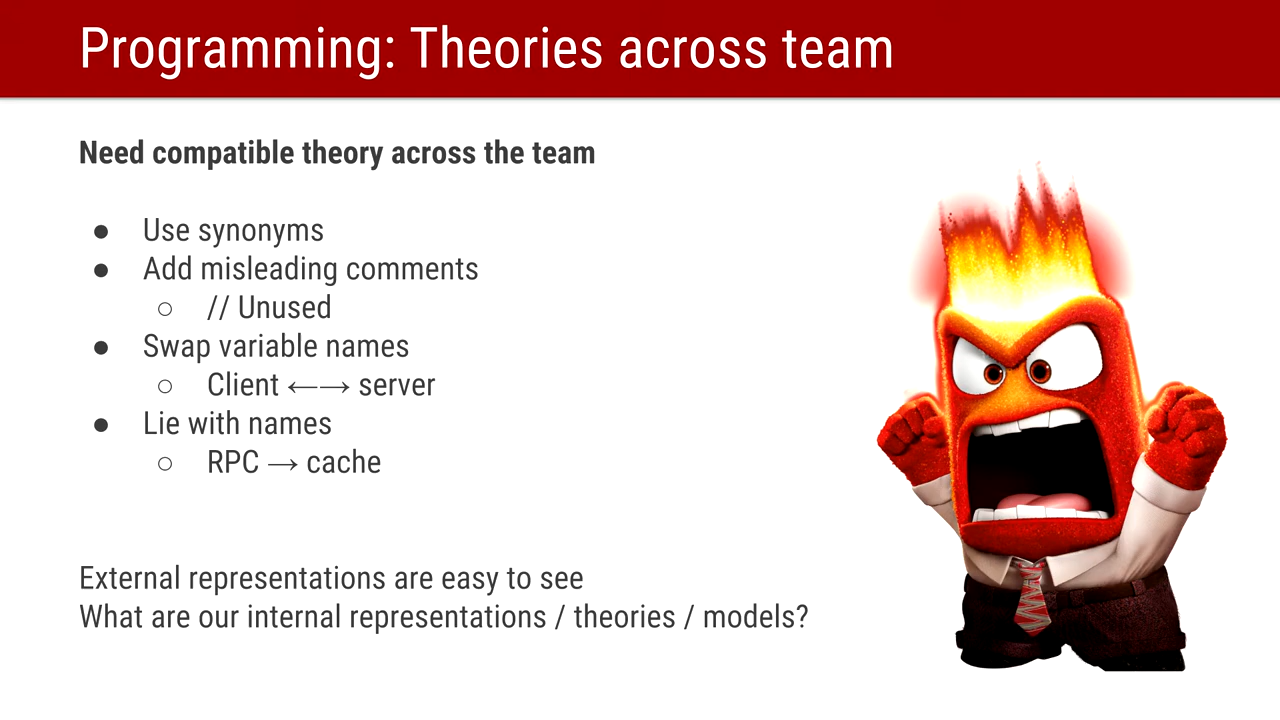 Programming: Theories across team
Need compatible theory across the team
● Use synonyms
● Add misleading comments
○ // Unused
● Swap variable names
○ Client ←→ server
● Lie with names
○ RPC → cache
External representations are easy to see
What are our internal representations / theories / models?